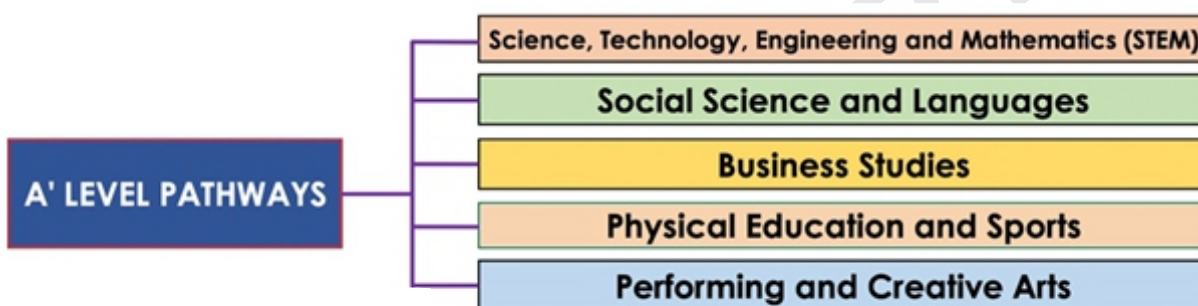 A' LEVEL PATHWAYS
Science, Technology, Engineering and Mathematics (STEM)
Social Science and Languages
Business Studies
Physical Education and Sports
Performing and Creative Arts